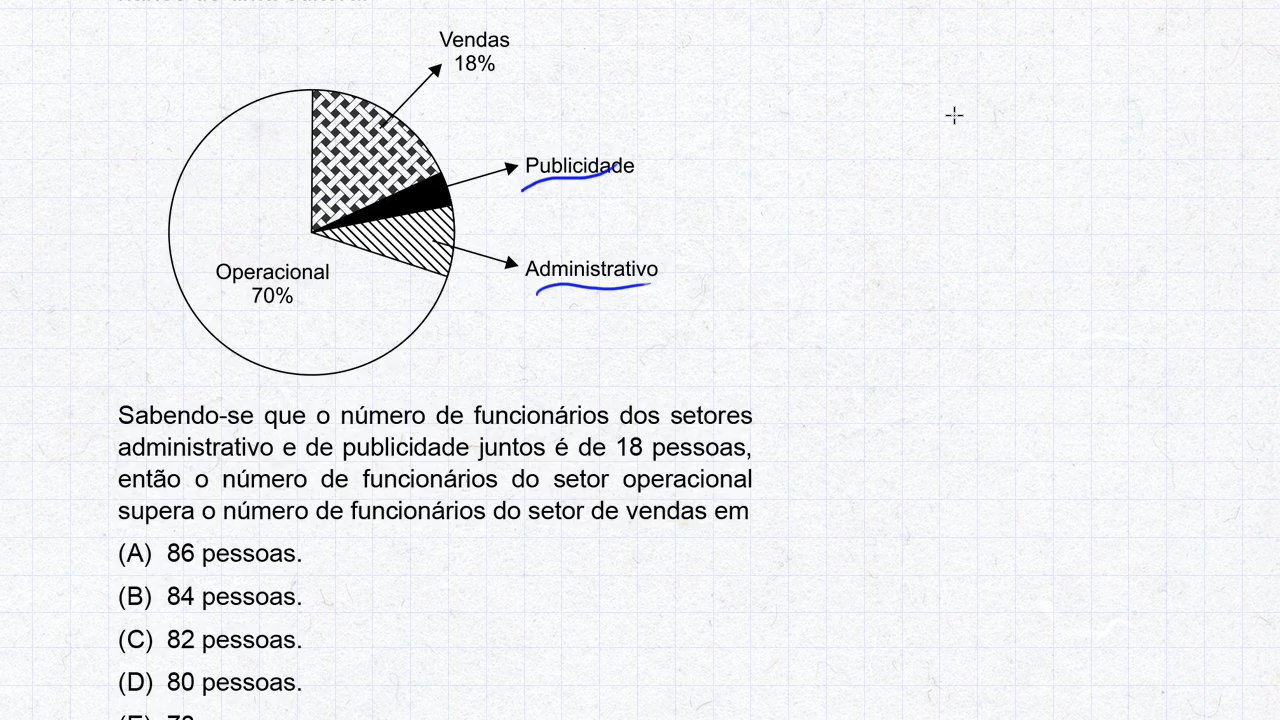 Vendas
18%
Publicidade
Administrativo
Operacional
70%
Sabendo-se que o número de funcionários dos setores
administrativo e de publicidade juntos é de 18 pessoas,
então o número de funcionários do setor operacional
supera o número de funcionários do setor de vendas em
(A) 86 pessoas.
(B) 84 pessoas.
(C) 82 pessoas.
(D) 80 pessoas.